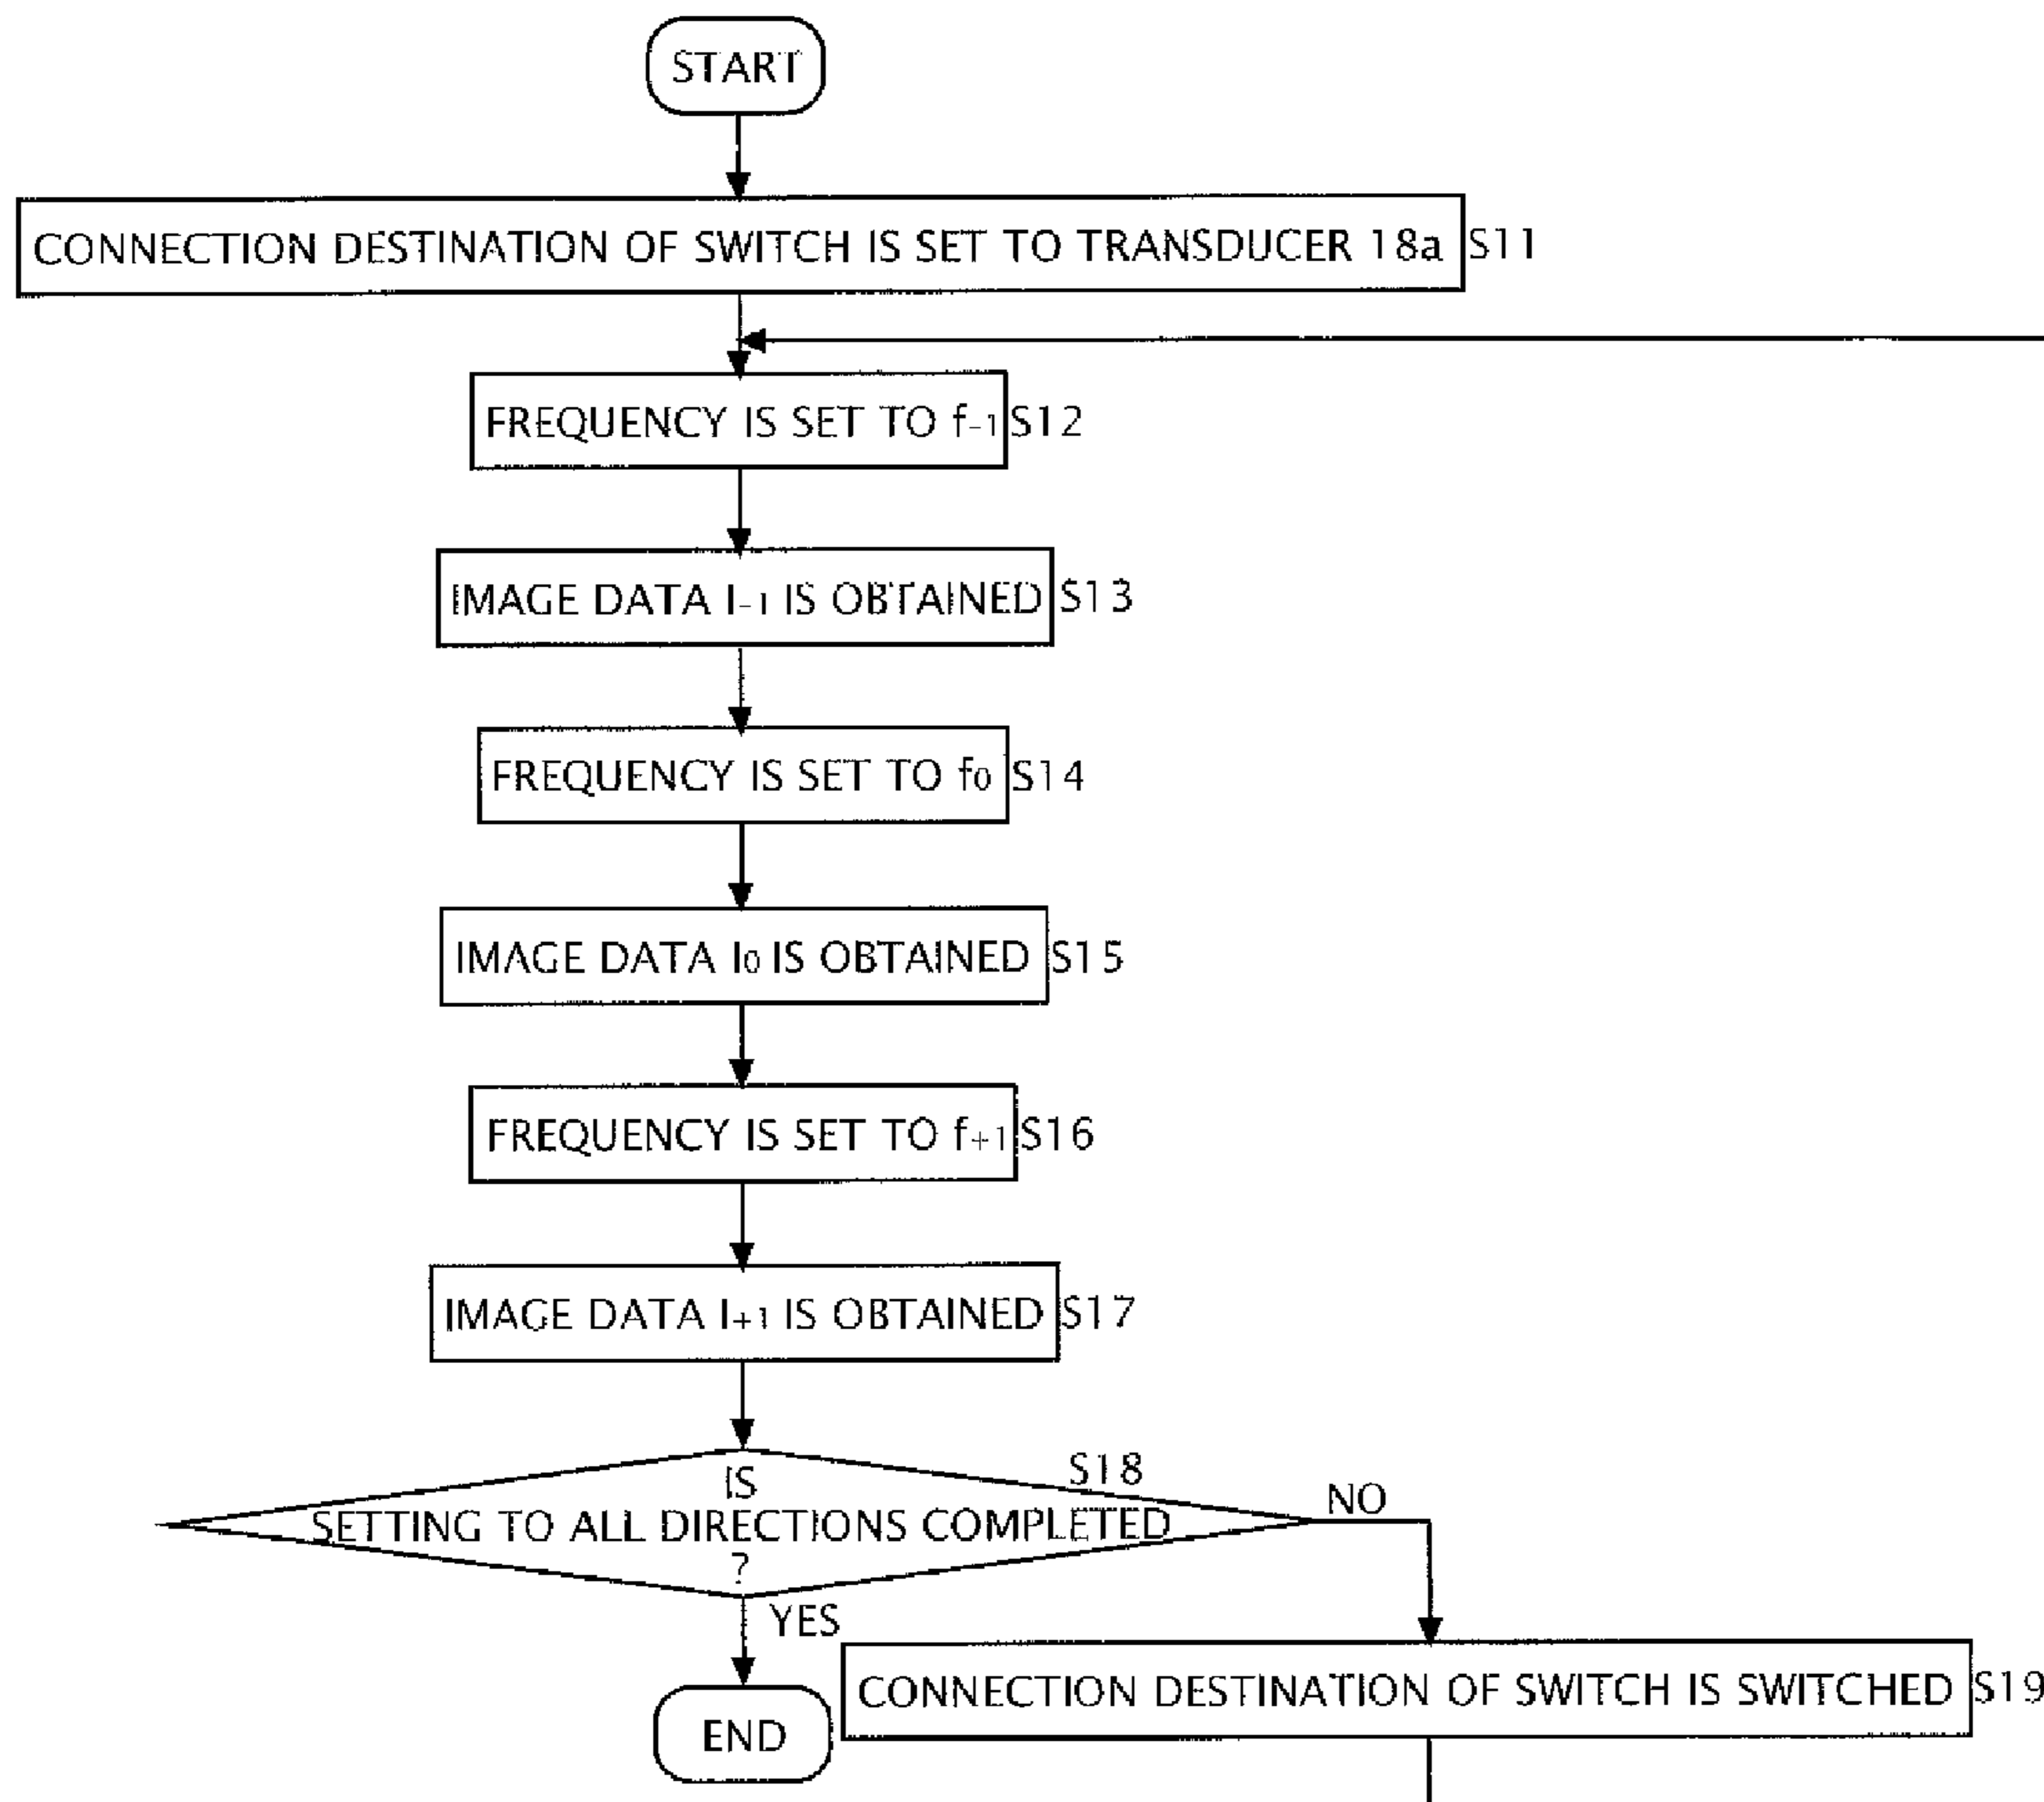 START
CONNECTION DESTINATION OF SWITCH IS SET TO TRANSDUCER 18a S11
FREQUENCY IS SET TO f-1 S12
IMAGE DATA I-1 IS OBTAINED S13
FREQUENCY IS SET TO f0 S14
IMAGE DATA I0 IS OBTAINED S15
FREQUENCY IS SET TO f+1 S16
IMAGE DATA I+1 IS OBTAINED S17
S18
IS
SETTING TO ALL DIRECTIONS COMPLETED
?
NO
YES
CONNECTION DESTINATION OF SWITCH IS SWITCHED S19
END